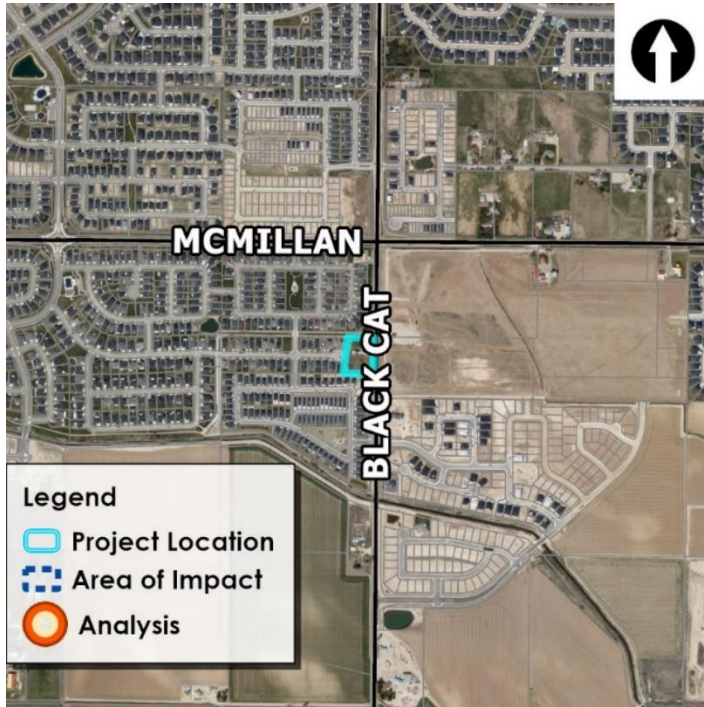 MCMILLAN
BLACK CAT
Legend
Project Location
Area of Impact
Analysis